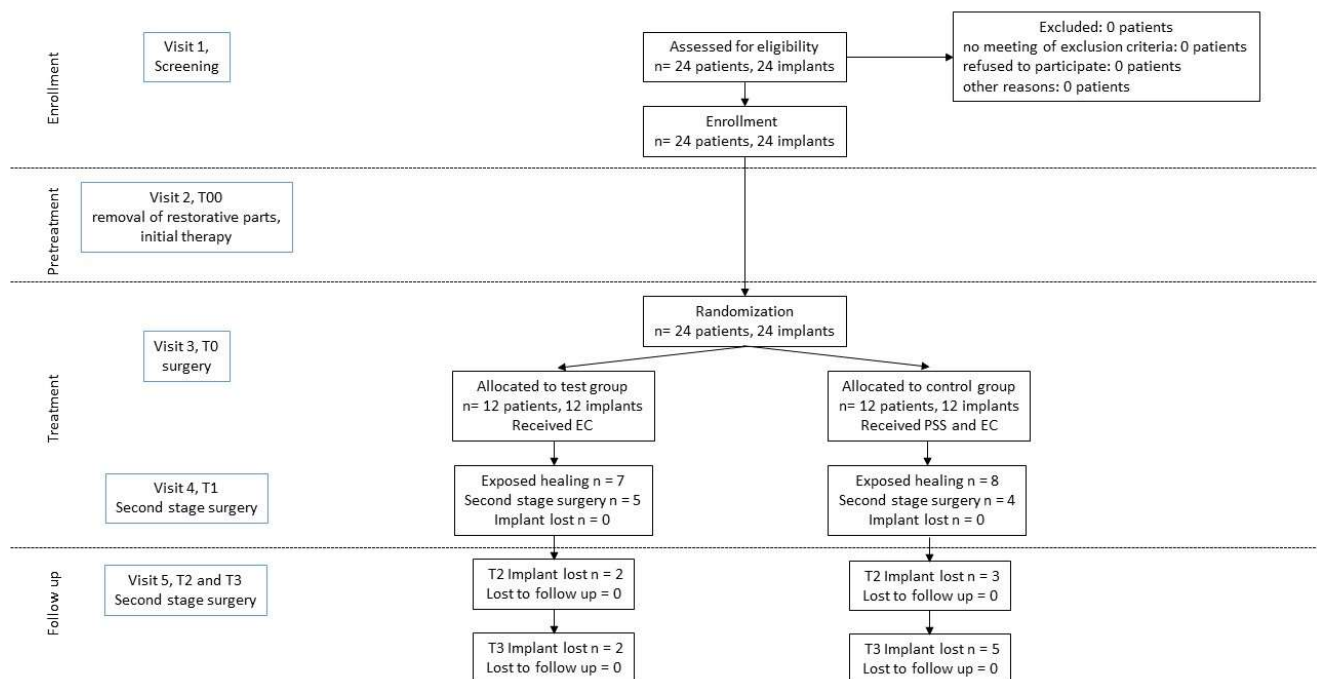 Enrollment
Visit 1,
Screening
Assessed for eligibility
n= 24 patients, 24 implants
Excluded: 0 patients
no meeting of exclusion criteria: 0 patients
refused to participate: 0 patients
other reasons: 0 patients
Enrollment
n= 24 patients, 24 implants
Pretreatment
Visit 2, T00
removal of restorative parts,
initial therapy
Treatment
Visit 3, T0
surgery
Randomization
n= 24 patients, 24 implants
Allocated to test group
n= 12 patients, 12 implants
Received EC
Allocated to control group
n= 12 patients, 12 implants
Received PSS and EC
Visit 4, T1
Second stage surgery
Exposed healing n = 7
Second stage surgery n = 5
Implant lost n = 0
Exposed healing n = 8
Second stage surgery n = 4
Implant lost n = 0
Follow up
Visit 5, T2 and T3
Second stage surgery
T2 Implant lost n = 2
Lost to follow up = 0
T2 Implant lost n = 3
Lost to follow up = 0
T3 Implant lost n = 2
Lost to follow up = 0
T3 Implant lost n = 5
Lost to follow up = 0